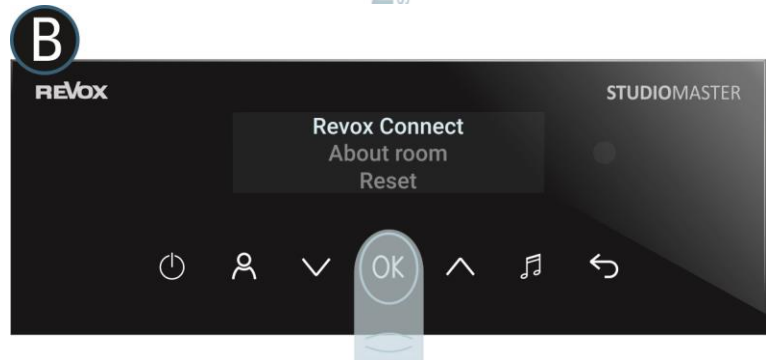 B
REVOX STUDIOMASTER
Revox Connect
About room
Reset
OK